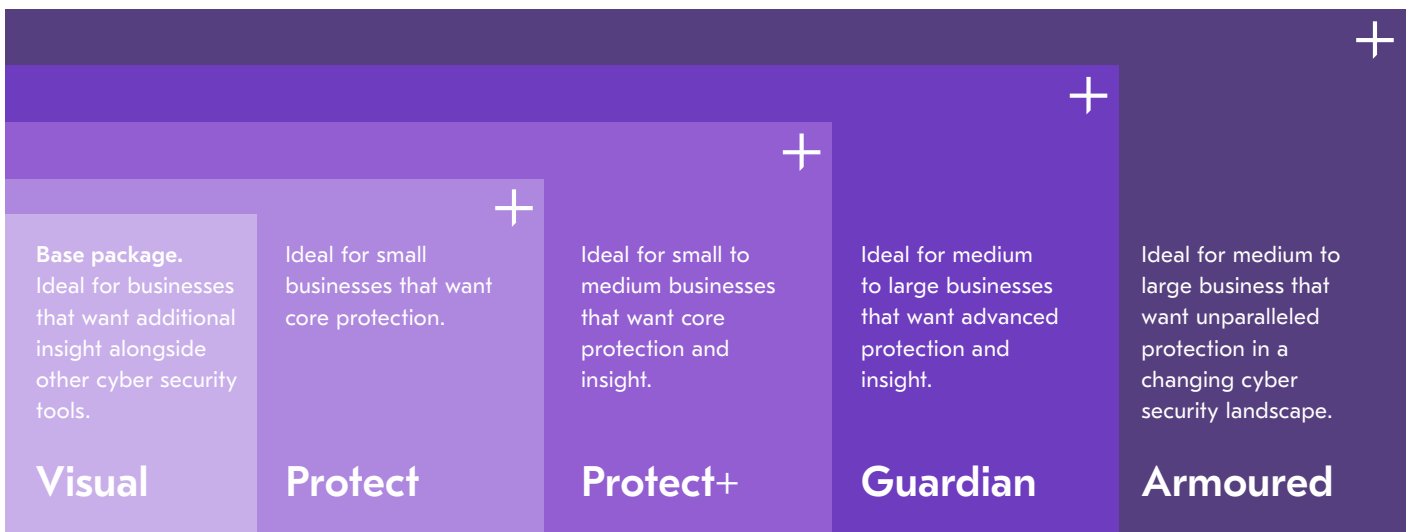 Base package.
Ideal for businesses
that want additional
insight alongside
other cyber security
tools.
Visual
Ideal for small
businesses that want
core protection.
Protect
Ideal for small to
medium businesses
that want core
protection and
insight.
Protect+
Ideal for medium
to large businesses
that want advanced
protection and
insight.
Guardian
Ideal for medium to
large business that
want unparalleled
protection in a
changing cyber
security landscape.
Armoured